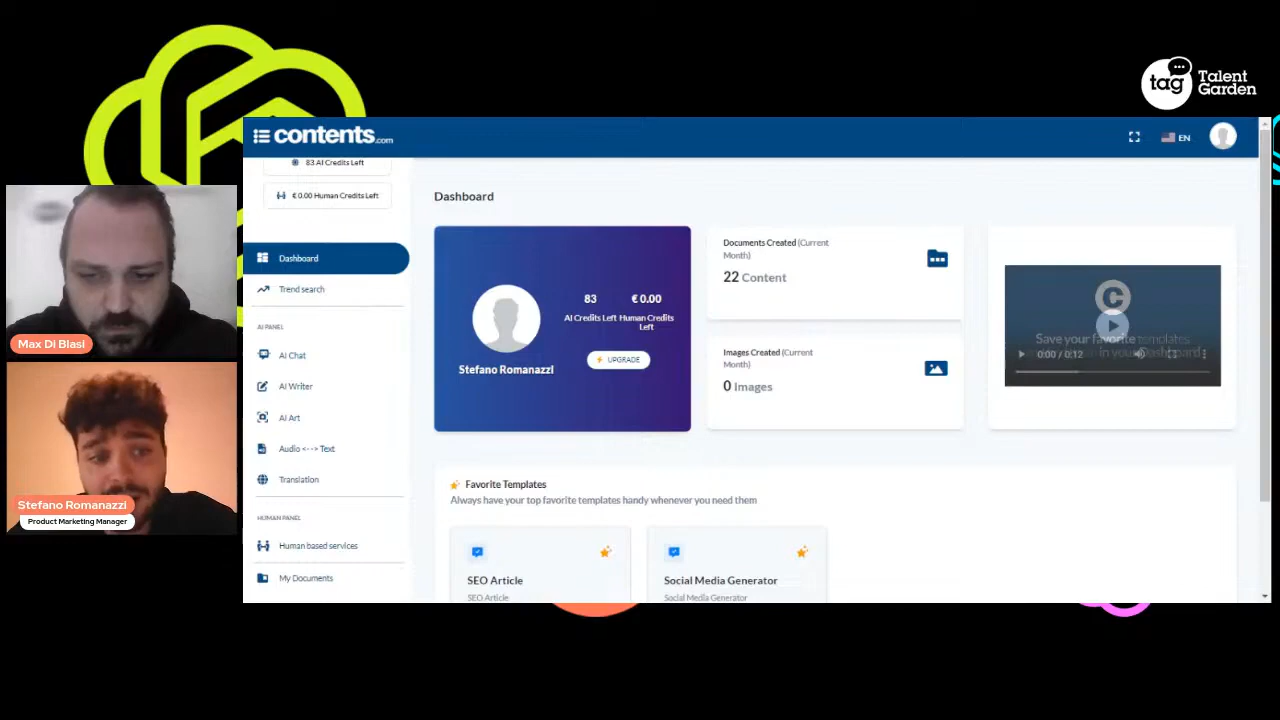 tag
Talent
Garden
contents.com
EN
83 AI Credits Left
€ 0.00 Human Credits Left
Dashboard
Trend search
AI PANEL
AI Chat
AI Writer
AI Art
Audio <--> Text
Translation
HUMAN PANEL
Human based services
My Documents
Dashboard
83
€ 0.00
AI Credits Left
Human Credits
Left
UPGRADE
Stefano Romanazzi
Documents Created (Current
Month)
22 Content
Images Created (Current
Month)
0 Images
Save your favorite templates
0:00 / 0:12
Favorite Templates
Always have your top favorite templates handy whenever you need them
SEO Article
SEO Article
Social Media Generator
Social Media Generator
Max Di Blasi
Stefano Romanazzi
Product Marketing Manager